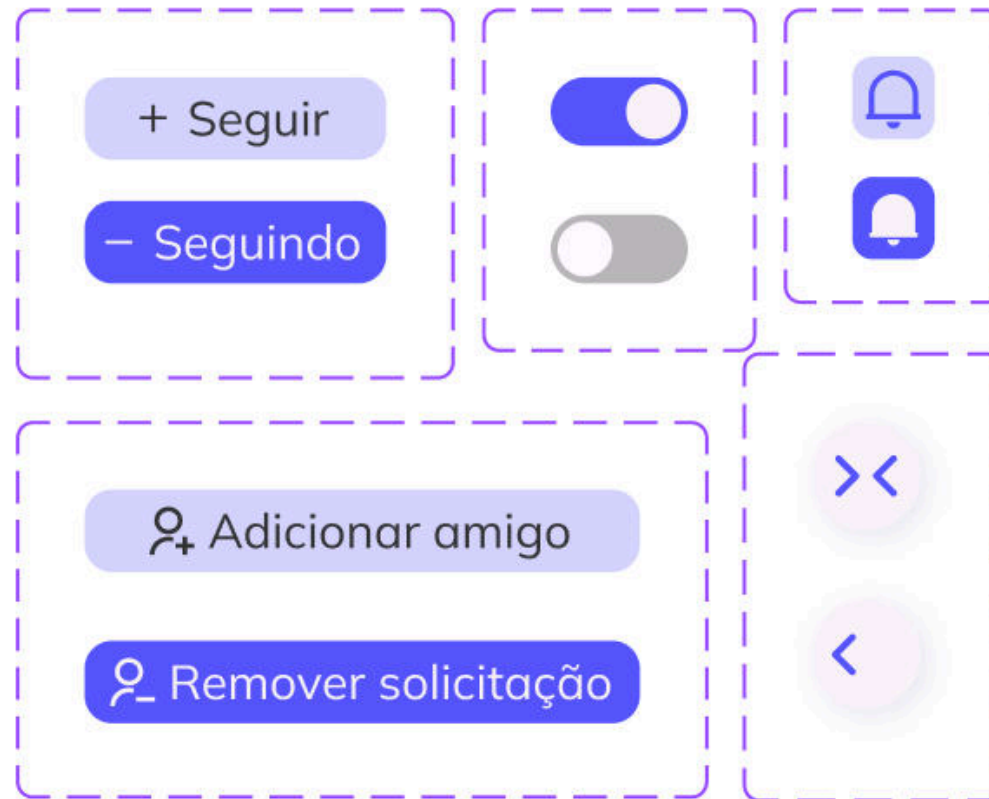 + Seguir
− Seguindo
Adicionar amigo
Remover solicitação